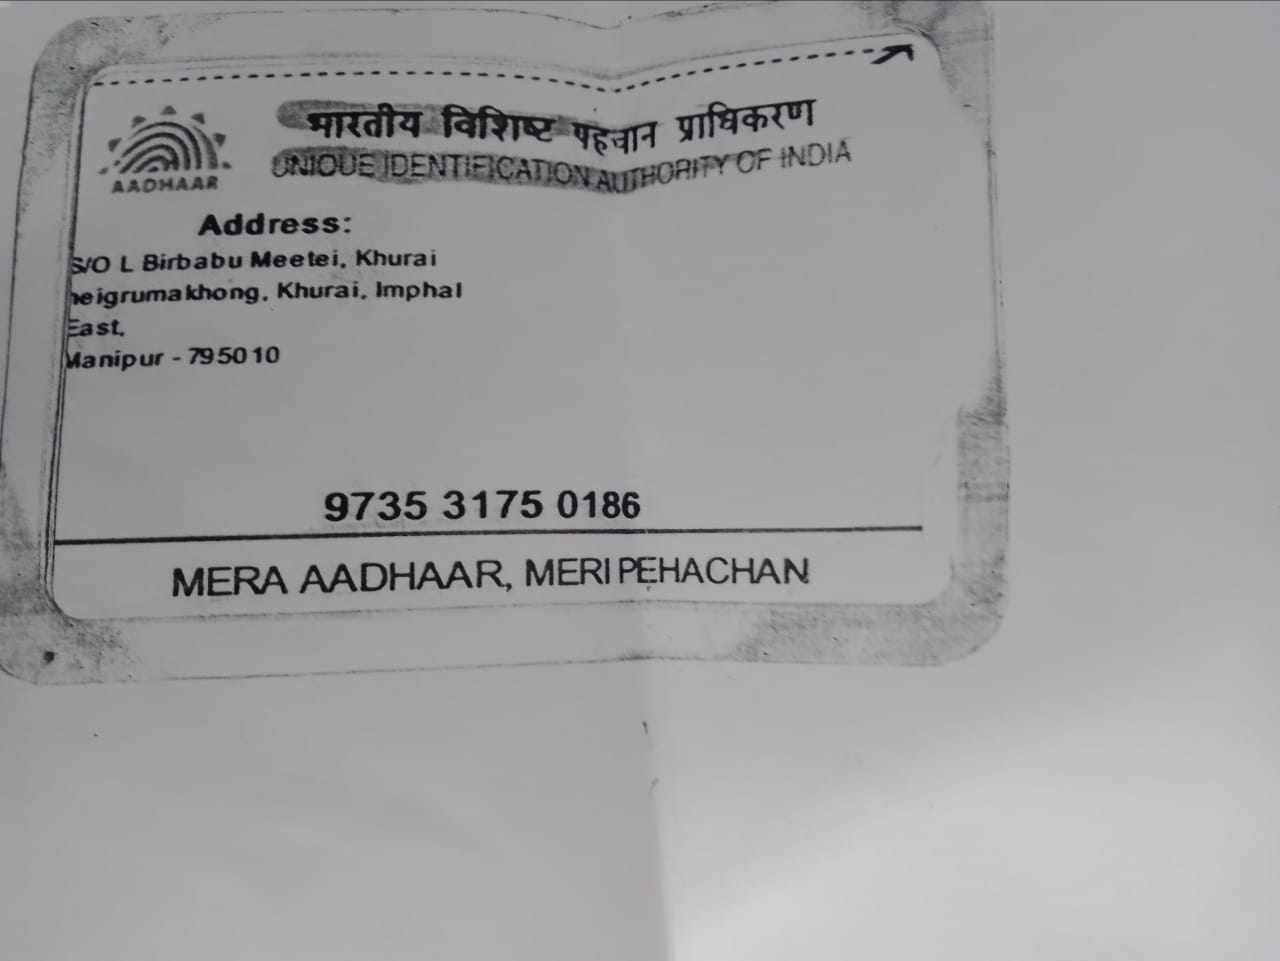 भारतीय विशिष्ट पहचान प्राधिकरण
UNIQUE IDENTIFICATION AUTHORITY OF INDIA
AADHAAR
Address:
S/O L Birbabu Meetei, Khurai
heigrumakhong, Khurai, Imphal
East,
Manipur - 795010
9735 3175 0186
MERA AADHAAR, MERI PEHACHAN